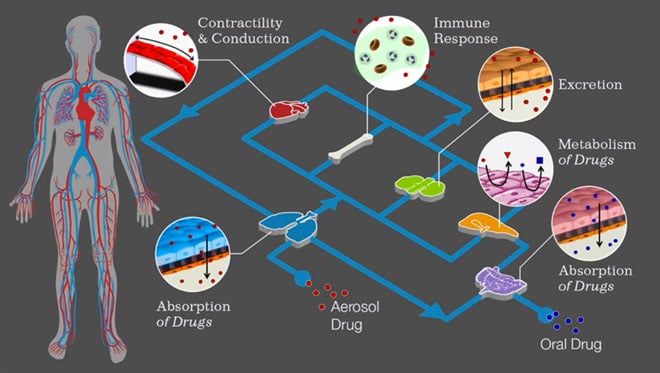 Contractility
& Conduction
Immune
Response
Excretion
Metabolism
of Drugs
Absorption
of Drugs
Absorption
of Drugs
Aerosol
Drug
Oral Drug